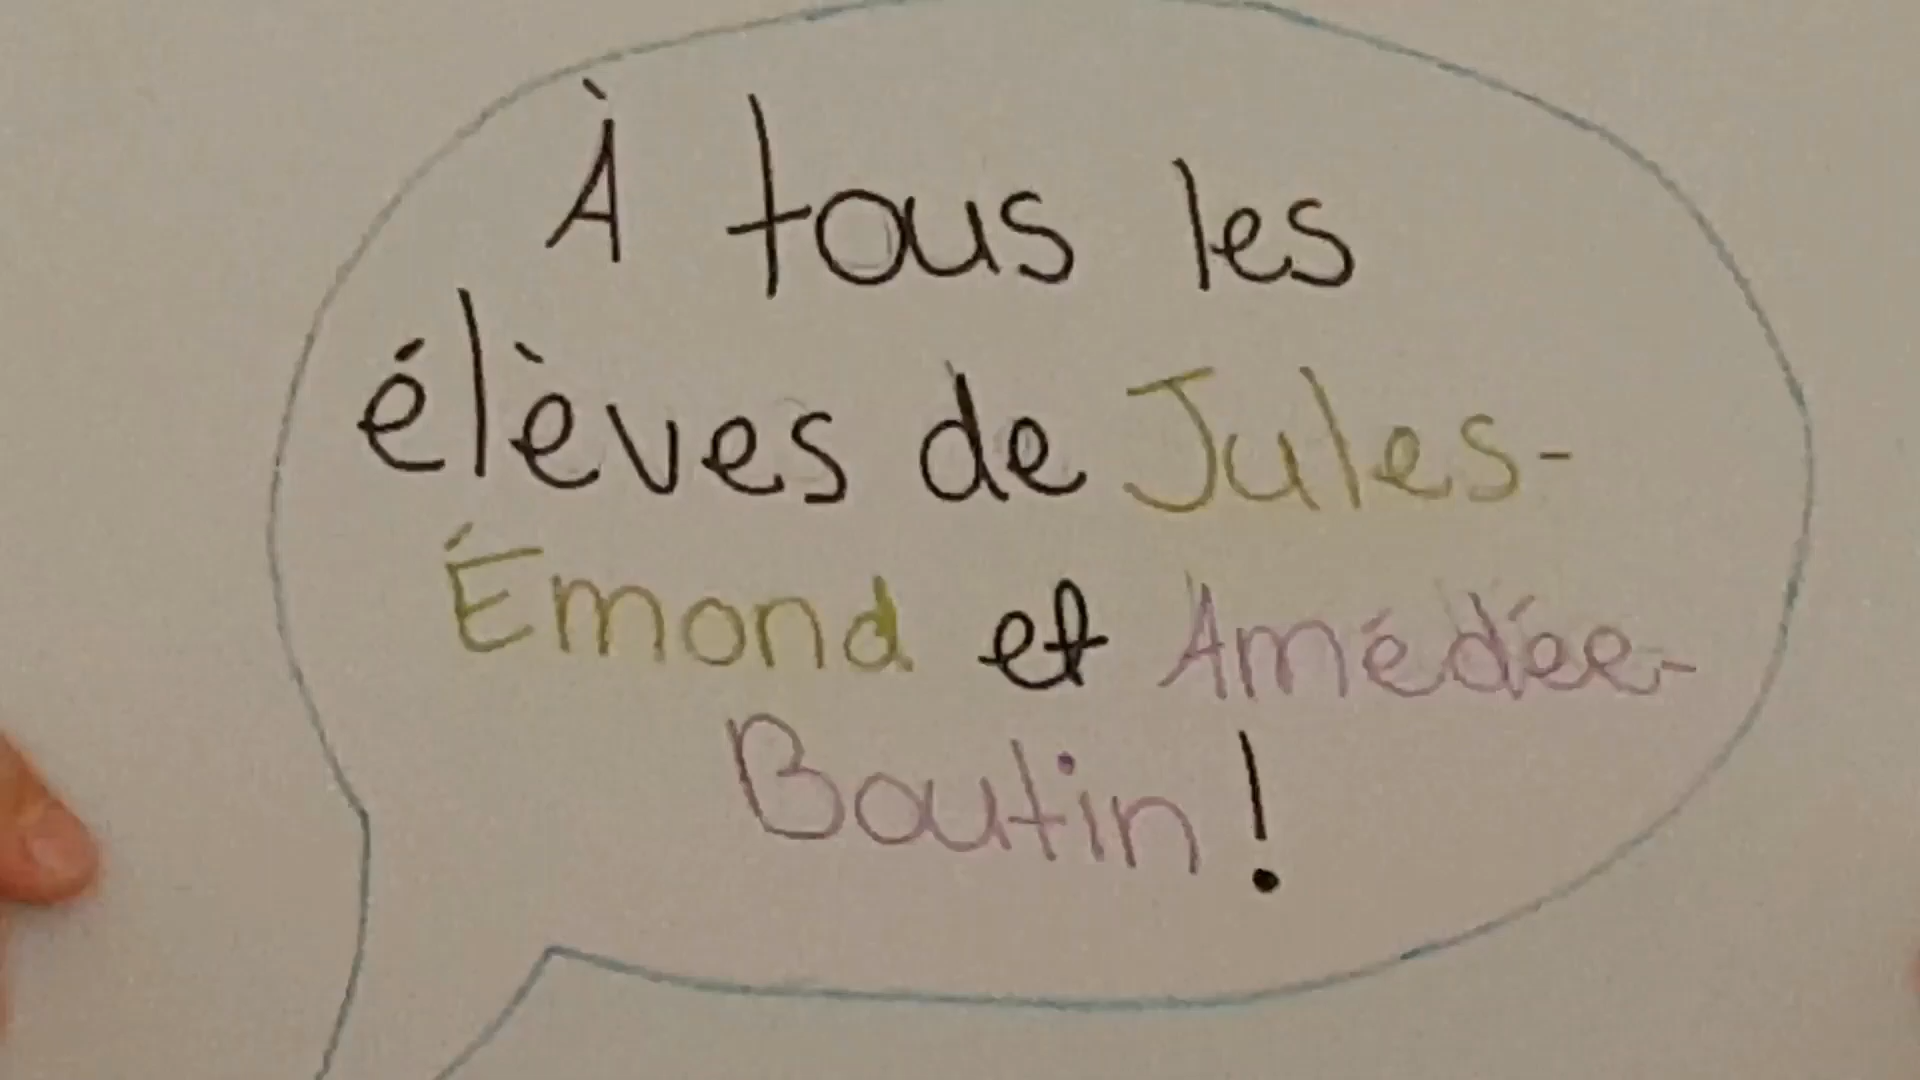 À tous les
élèves de Jules-
Émond et Amédée-
Boutin !